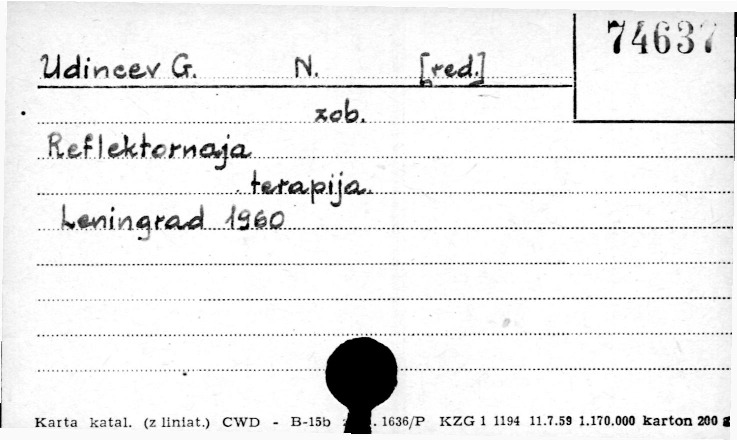 74637
Udincev G. N. [red.]
zob.
Reflektornaja
terapija.
Leningrad 1960
Karta katal. (z liniat.) CWD - B-15b 1636/P KZG 1 1194 11.7.59 1.170.000 karton 200 g